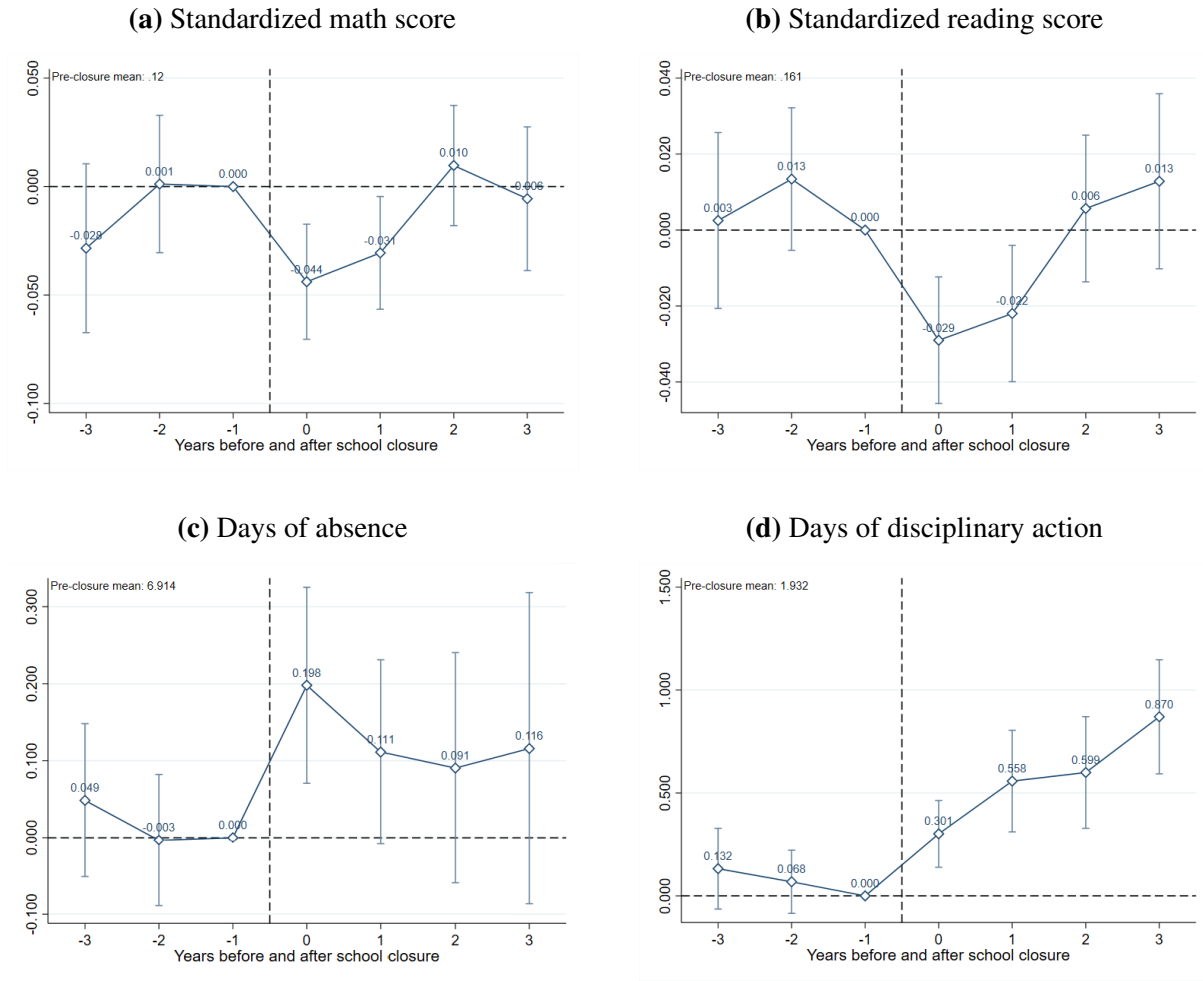 (a) Standardized math score
Pre-closure mean: .12
0.050
0.000
-0.050
-0.100
-0.028
0.001
0.000
-0.044
-0.031
0.010
-0.006
-3 -2 -1 0 1 2 3
Years before and after school closure
(b) Standardized reading score
Pre-closure mean: .161
0.040
0.020
0.000
-0.020
-0.040
0.003
0.013
0.000
-0.029
-0.022
0.006
0.013
-3 -2 -1 0 1 2 3
Years before and after school closure
(c) Days of absence
Pre-closure mean: 6.914
0.300
0.200
0.100
0.000
-0.100
0.049
-0.003
0.000
0.198
0.111
0.091
0.116
-3 -2 -1 0 1 2 3
Years before and after school closure
(d) Days of disciplinary action
Pre-closure mean: 1.932
1.500
1.000
0.500
0.000
0.132
0.068
0.000
0.301
0.558
0.599
0.870
-3 -2 -1 0 1 2 3
Years before and after school closure